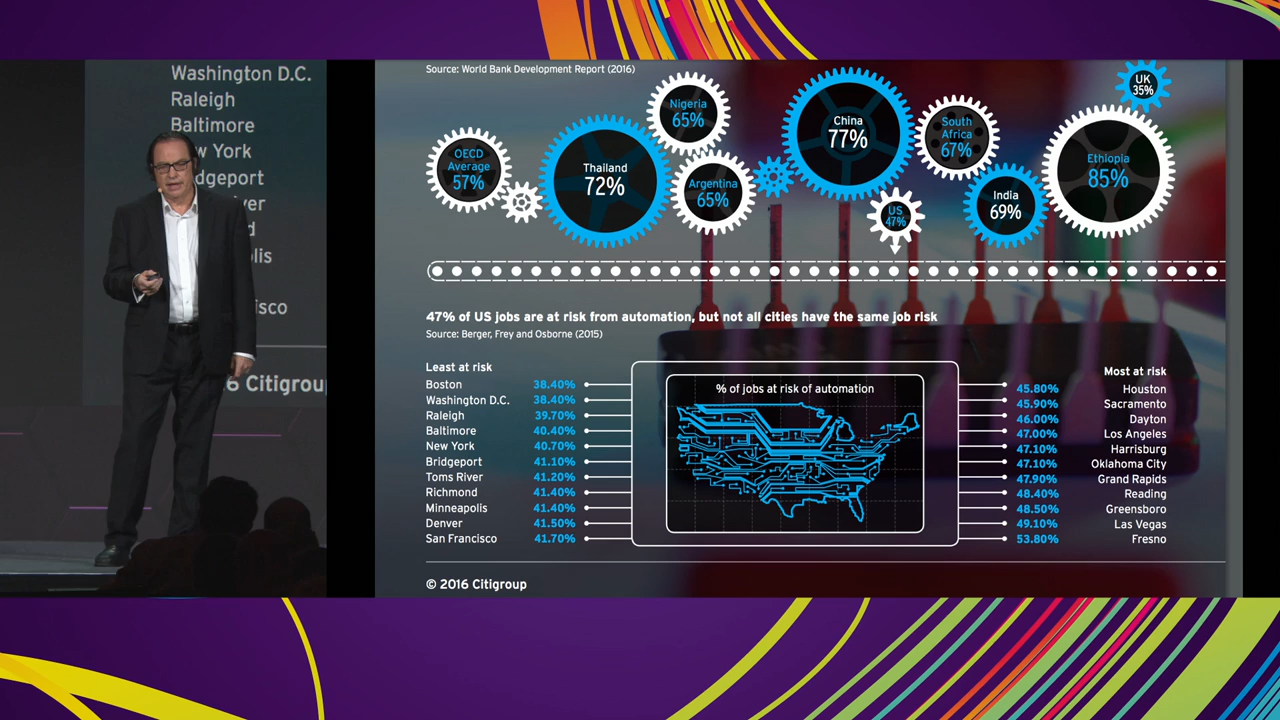 Washington D.C.
Raleigh
Baltimore
w York
dgeport
ver
d
olis
isco
6 Citigrou
Source: World Bank Development Report (2016)
OECD
Average
57%
Thailand
72%
Nigeria
65%
Argentina
65%
China
77%
US
47%
South
Africa
67%
India
69%
Ethiopia
85%
UK
35%
47% of US jobs are at risk from automation, but not all cities have the same job risk
Source: Berger, Frey and Osborne (2015)
Least at risk
Boston 38.40%
Washington D.C. 38.40%
Raleigh 39.70%
Baltimore 40.40%
New York 40.70%
Bridgeport 41.10%
Toms River 41.20%
Richmond 41.40%
Minneapolis 41.40%
Denver 41.50%
San Francisco 41.70%
% of jobs at risk of automation
Most at risk
45.80% Houston
45.90% Sacramento
46.00% Dayton
47.00% Los Angeles
47.10% Harrisburg
47.10% Oklahoma City
47.90% Grand Rapids
48.40% Reading
48.50% Greensboro
49.10% Las Vegas
53.80% Fresno
© 2016 Citigroup